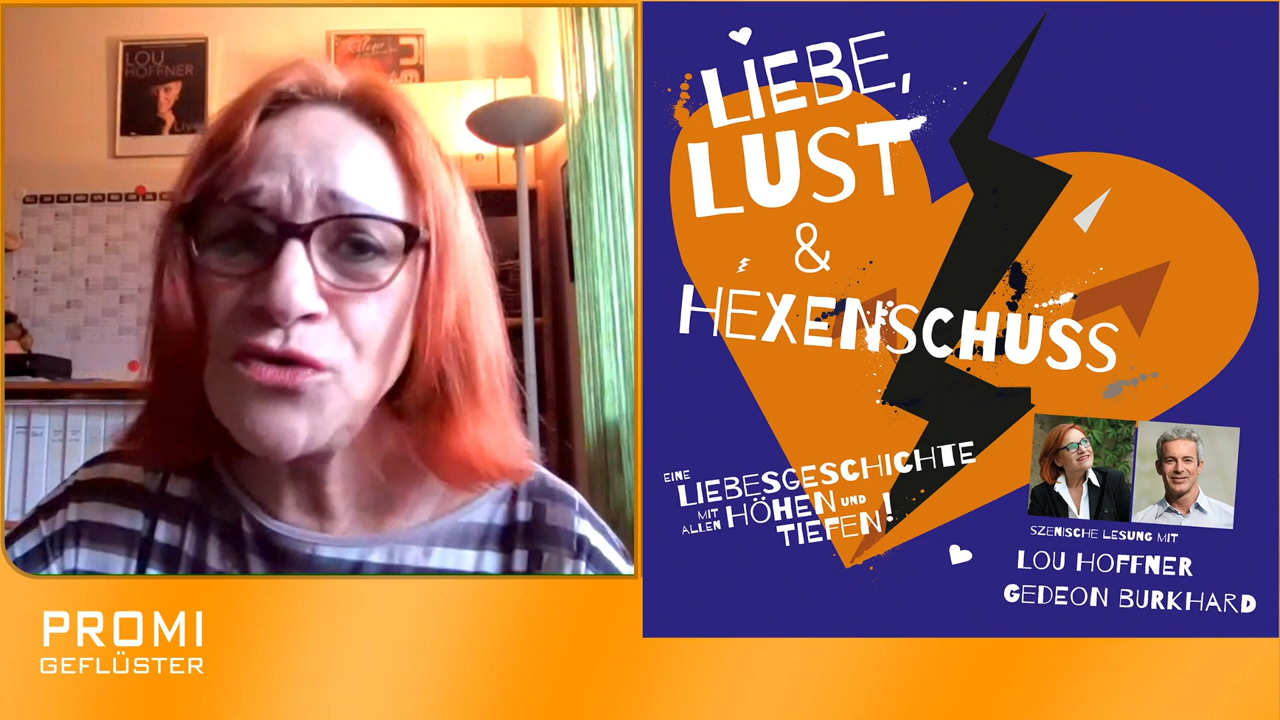 LOU
HOFFNER
LIVE
LIEBE,
LUST
&
HEXENSCHUSS
EINE
LIEBESGESCHICHTE
MIT
ALLEN HÖHEN UND
TIEFEN!
SZENISCHE LESUNG MIT
LOU HOFFNER
GEDEON BURKHARD
PROMI
GEFLÜSTER